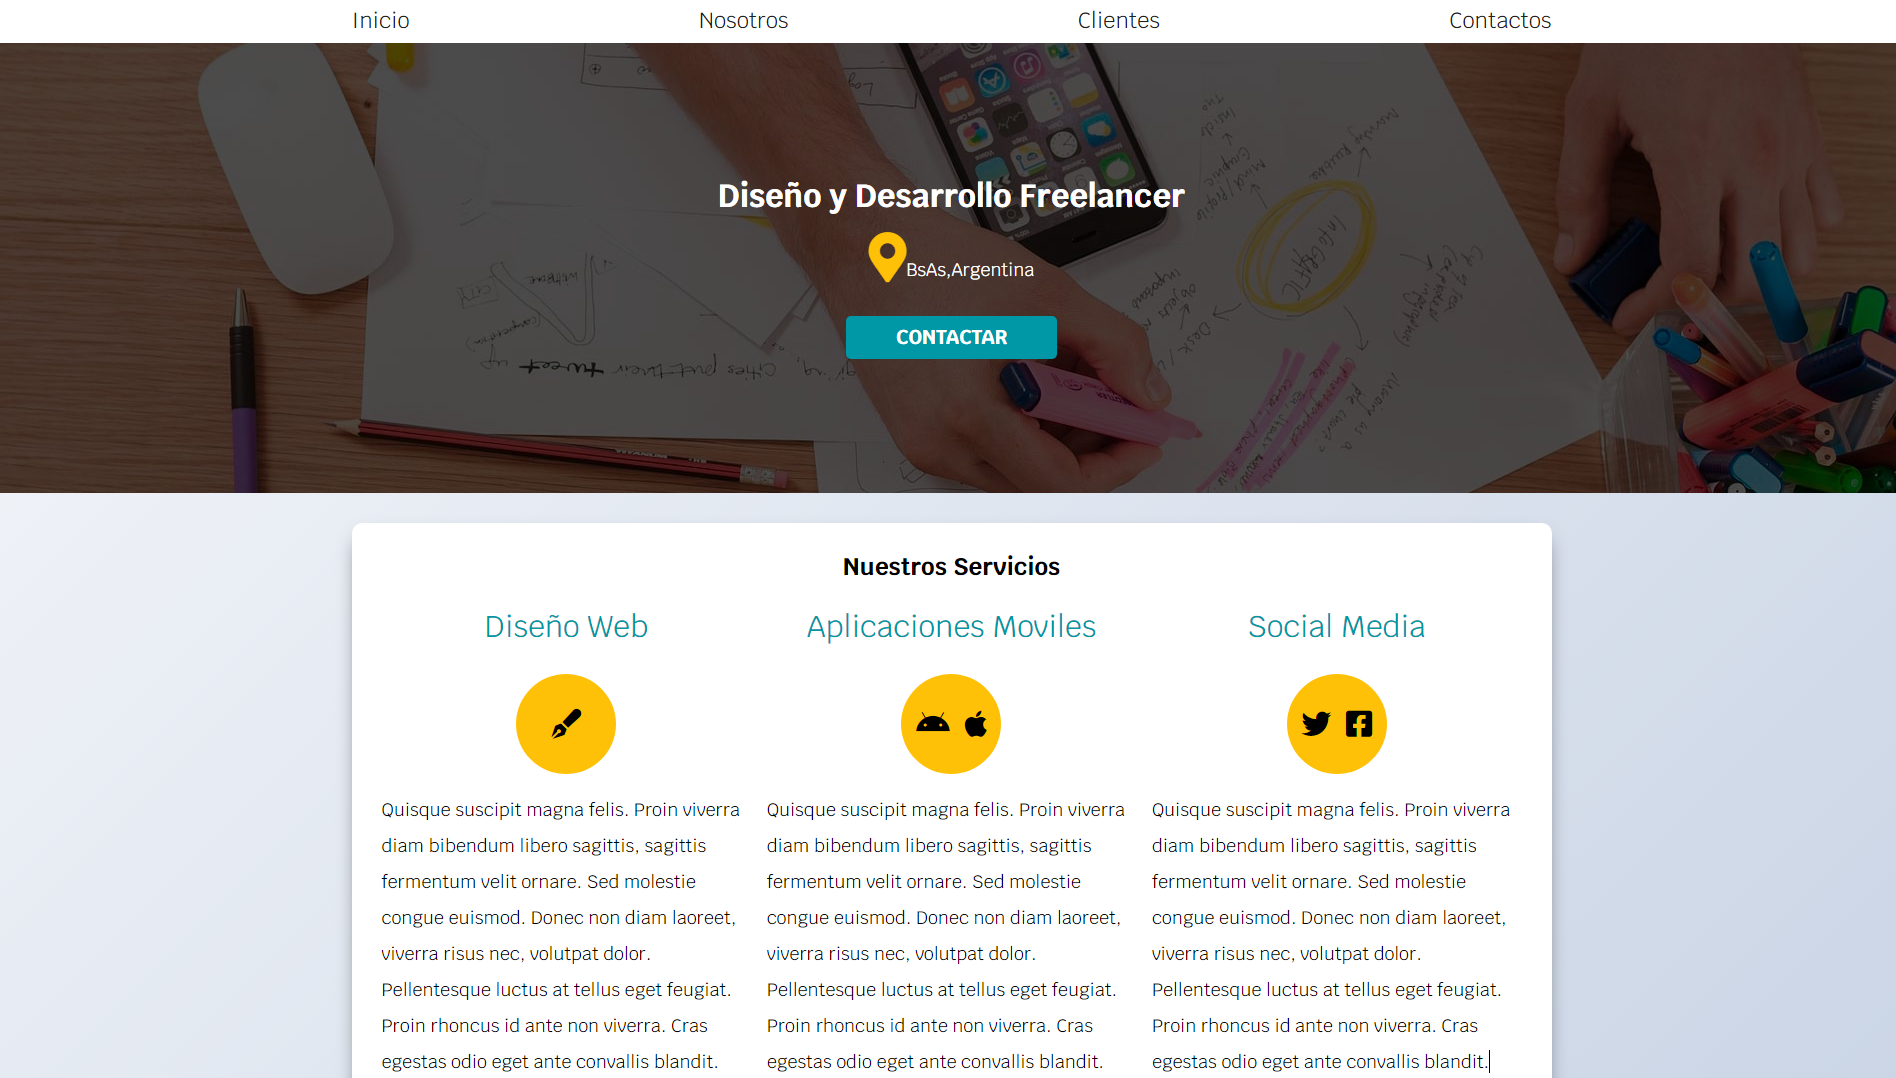 Inicio
Nosotros
Clientes
Contactos
Diseño y Desarrollo Freelancer
BsAs,Argentina
CONTACTAR
Nuestros Servicios
Diseño Web
Quisque suscipit magna felis. Proin viverra
diam bibendum libero sagittis, sagittis
fermentum velit ornare. Sed molestie
congue euismod. Donec non diam laoreet,
viverra risus nec, volutpat dolor.
Pellentesque luctus at tellus eget feugiat.
Proin rhoncus id ante non viverra. Cras
egestas odio eget ante convallis blandit.
Aplicaciones Moviles
Quisque suscipit magna felis. Proin viverra
diam bibendum libero sagittis, sagittis
fermentum velit ornare. Sed molestie
congue euismod. Donec non diam laoreet,
viverra risus nec, volutpat dolor.
Pellentesque luctus at tellus eget feugiat.
Proin rhoncus id ante non viverra. Cras
egestas odio eget ante convallis blandit.
Social Media
Quisque suscipit magna felis. Proin viverra
diam bibendum libero sagittis, sagittis
fermentum velit ornare. Sed molestie
congue euismod. Donec non diam laoreet,
viverra risus nec, volutpat dolor.
Pellentesque luctus at tellus eget feugiat.
Proin rhoncus id ante non viverra. Cras
egestas odio eget ante convallis blandit.